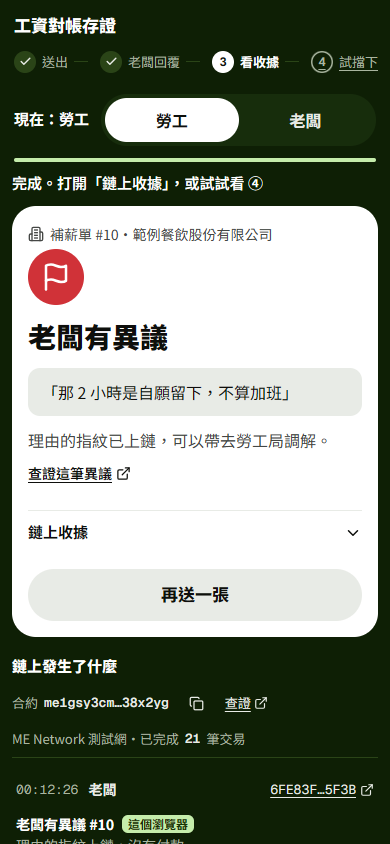 工資對帳存證
送出 老闆回覆 3 看收據 4 試擋下
現在：勞工 勞工 老闆
完成。打開「鏈上收據」，或試試看 ④
補薪單 #10・範例餐飲股份有限公司
老闆有異議
「那 2 小時是自願留下，不算加班」
理由的指紋已上鏈，可以帶去勞工局調解。
查證這筆異議
鏈上收據
再送一張
鏈上發生了什麼
合約 me1gsy3cm…38x2yg 查證
ME Network 測試網・已完成 21 筆交易
00:12:26 老闆 6FE83F…5F3B
老闆有異議 #10 這個瀏覽器